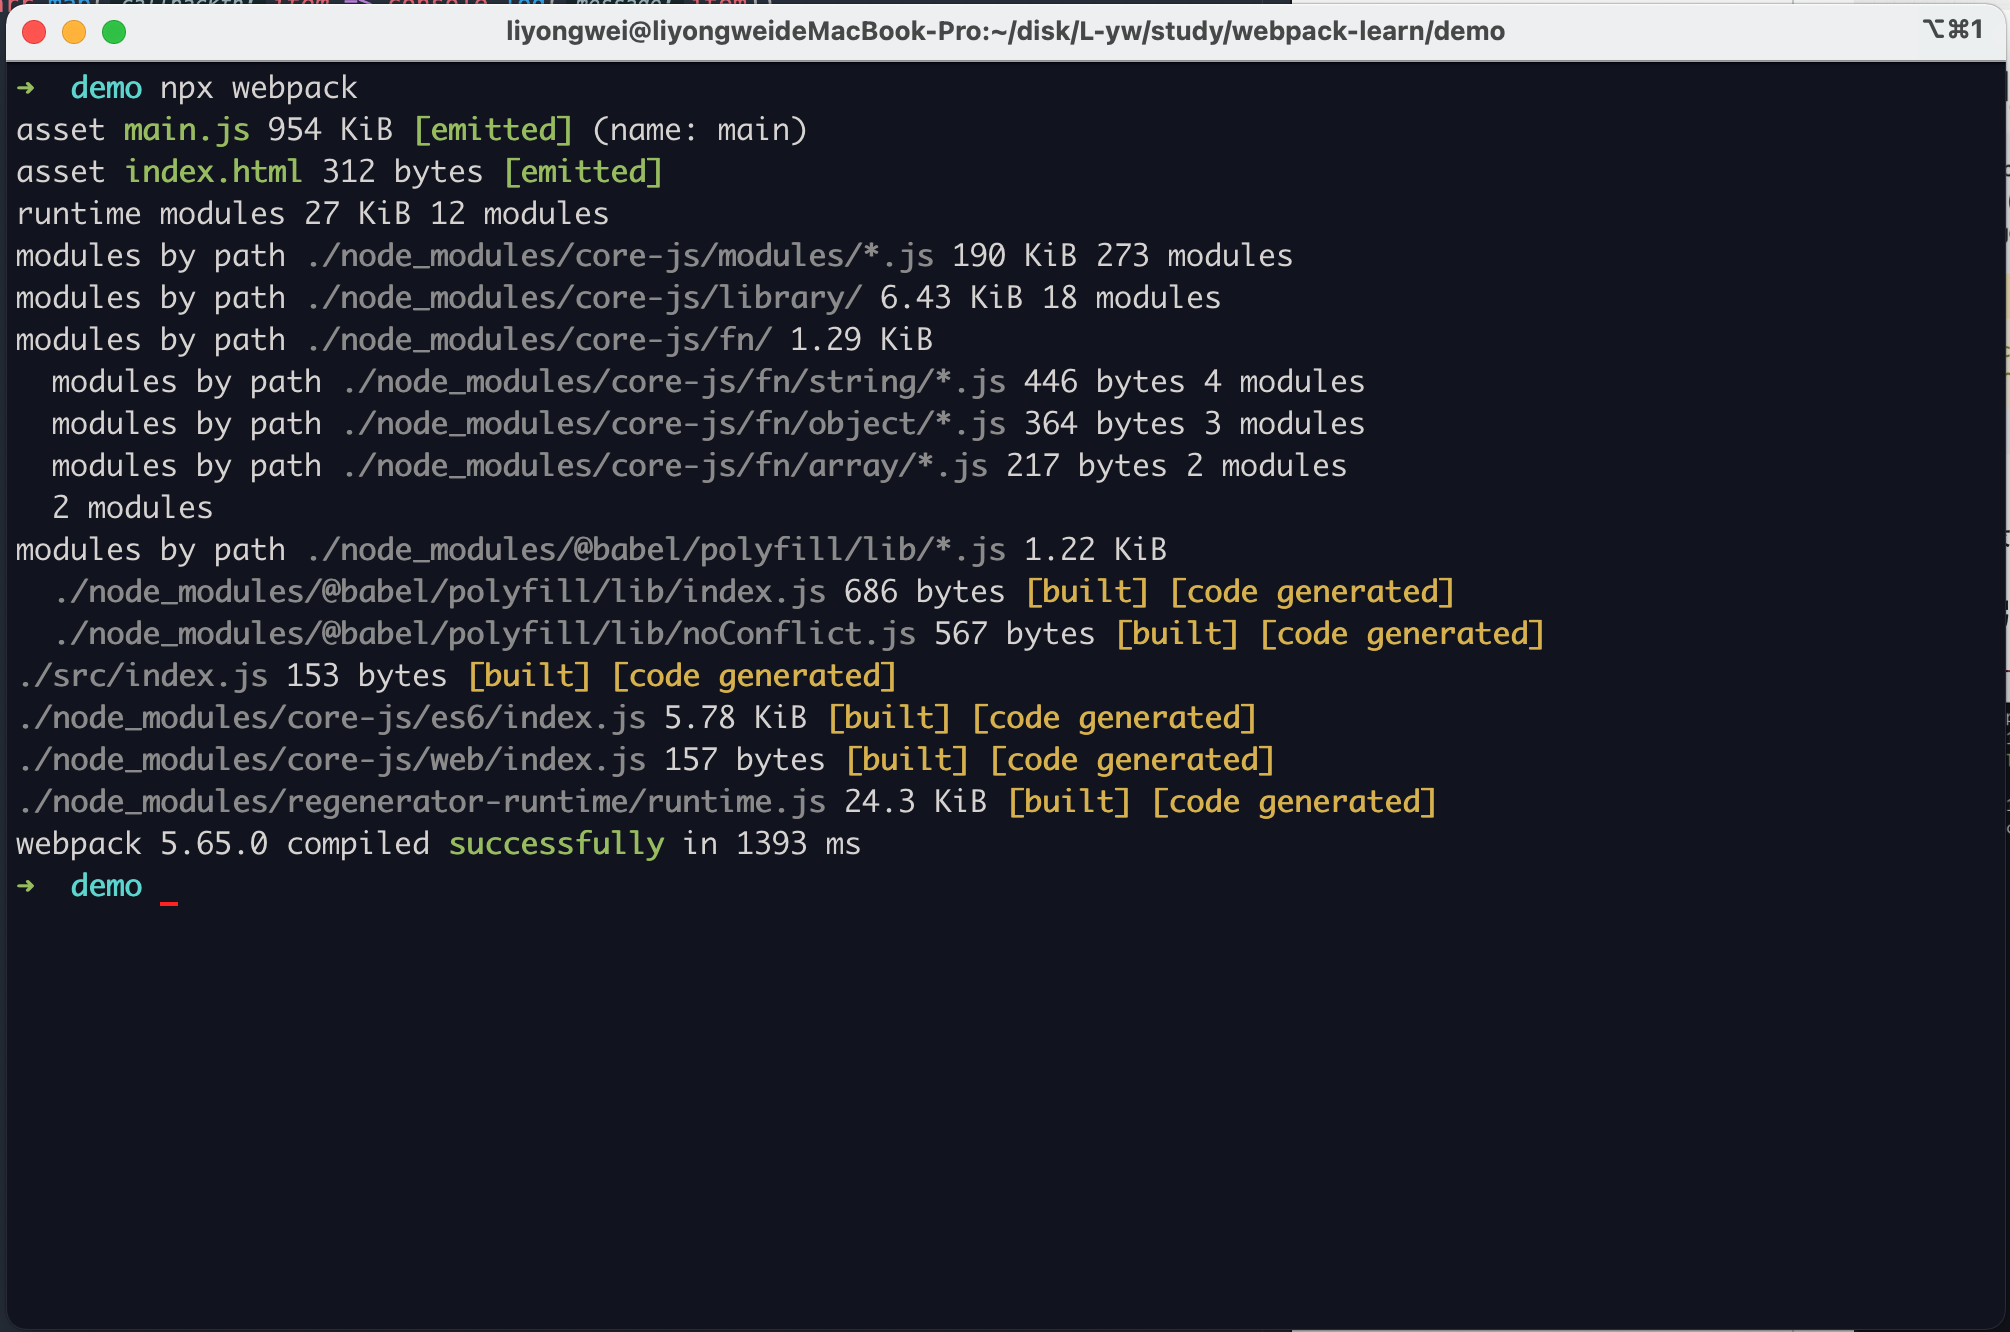 liyongwei@liyongweideMacBook-Pro:~/disk/L-yw/study/webpack-learn/demo ⌥⌘1
➜  demo npx webpack
asset main.js 954 KiB [emitted] (name: main)
asset index.html 312 bytes [emitted]
runtime modules 27 KiB 12 modules
modules by path ./node_modules/core-js/modules/*.js 190 KiB 273 modules
modules by path ./node_modules/core-js/library/ 6.43 KiB 18 modules
modules by path ./node_modules/core-js/fn/ 1.29 KiB
  modules by path ./node_modules/core-js/fn/string/*.js 446 bytes 4 modules
  modules by path ./node_modules/core-js/fn/object/*.js 364 bytes 3 modules
  modules by path ./node_modules/core-js/fn/array/*.js 217 bytes 2 modules
  2 modules
modules by path ./node_modules/@babel/polyfill/lib/*.js 1.22 KiB
  ./node_modules/@babel/polyfill/lib/index.js 686 bytes [built] [code generated]
  ./node_modules/@babel/polyfill/lib/noConflict.js 567 bytes [built] [code generated]
./src/index.js 153 bytes [built] [code generated]
./node_modules/core-js/es6/index.js 5.78 KiB [built] [code generated]
./node_modules/core-js/web/index.js 157 bytes [built] [code generated]
./node_modules/regenerator-runtime/runtime.js 24.3 KiB [built] [code generated]
webpack 5.65.0 compiled successfully in 1393 ms
➜  demo